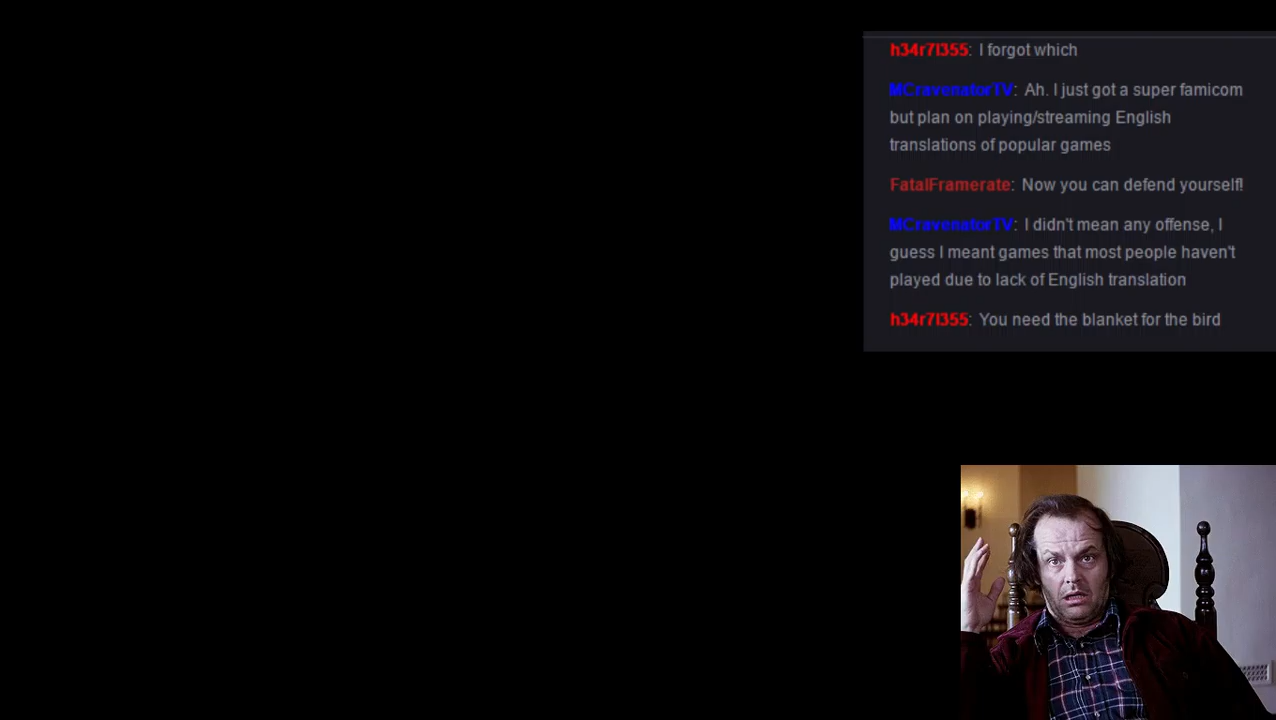 h34r7l355: I forgot which
MCravenatorTV: Ah. I just got a super famicom
but plan on playing/streaming English
translations of popular games
FatalFramerate: Now you can defend yourself!
MCravenatorTV: I didn't mean any offense, I
guess I meant games that most people haven't
played due to lack of English translation
h34r7l355: You need the blanket for the bird